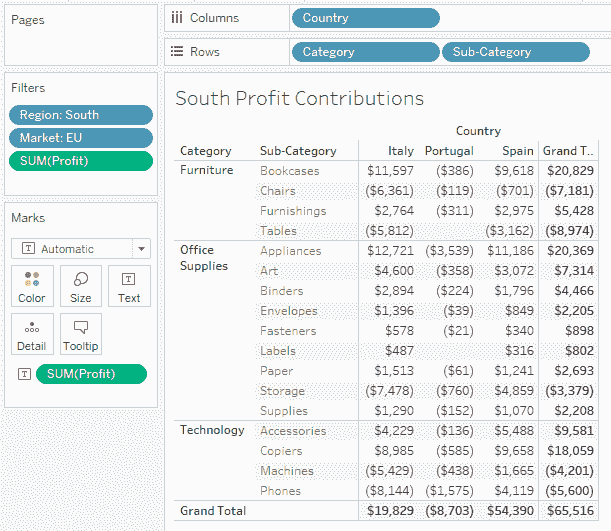 Pages
Columns Country
Rows Category Sub-Category
Filters
Region: South
Market: EU
SUM(Profit)
Marks
T Automatic
Color Size Text
Detail Tooltip
T SUM(Profit)
South Profit Contributions
Country
Category Sub-Category Italy Portugal Spain Grand T..
Furniture Bookcases $11,597 ($386) $9,618 $20,829
Chairs ($6,361) ($119) ($701) ($7,181)
Furnishings $2,764 ($311) $2,975 $5,428
Tables ($5,812) ($3,162) ($8,974)
Office Supplies Appliances $12,721 ($3,539) $11,186 $20,369
Art $4,600 ($358) $3,072 $7,314
Binders $2,894 ($224) $1,796 $4,466
Envelopes $1,396 ($39) $849 $2,205
Fasteners $578 ($21) $340 $898
Labels $487 $316 $802
Paper $1,513 ($61) $1,241 $2,693
Storage ($7,478) ($760) $4,859 ($3,379)
Supplies $1,290 ($152) $1,070 $2,208
Technology Accessories $4,229 ($136) $5,488 $9,581
Copiers $8,985 ($585) $9,658 $18,059
Machines ($5,429) ($438) $1,665 ($4,201)
Phones ($8,144) ($1,575) $4,119 ($5,600)
Grand Total $19,829 ($8,703) $54,390 $65,516